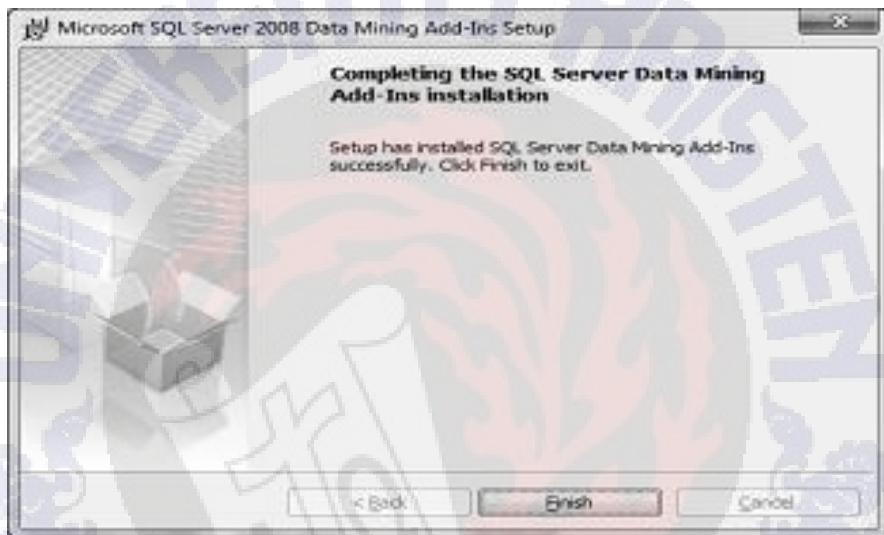 Microsoft SQL Server 2008 Data Mining Add-Ins Setup
Completing the SQL Server Data Mining
Add-Ins installation
Setup has installed SQL Server Data Mining Add-Ins
successfully. Click Finish to exit.
< Back
Finish
Cancel